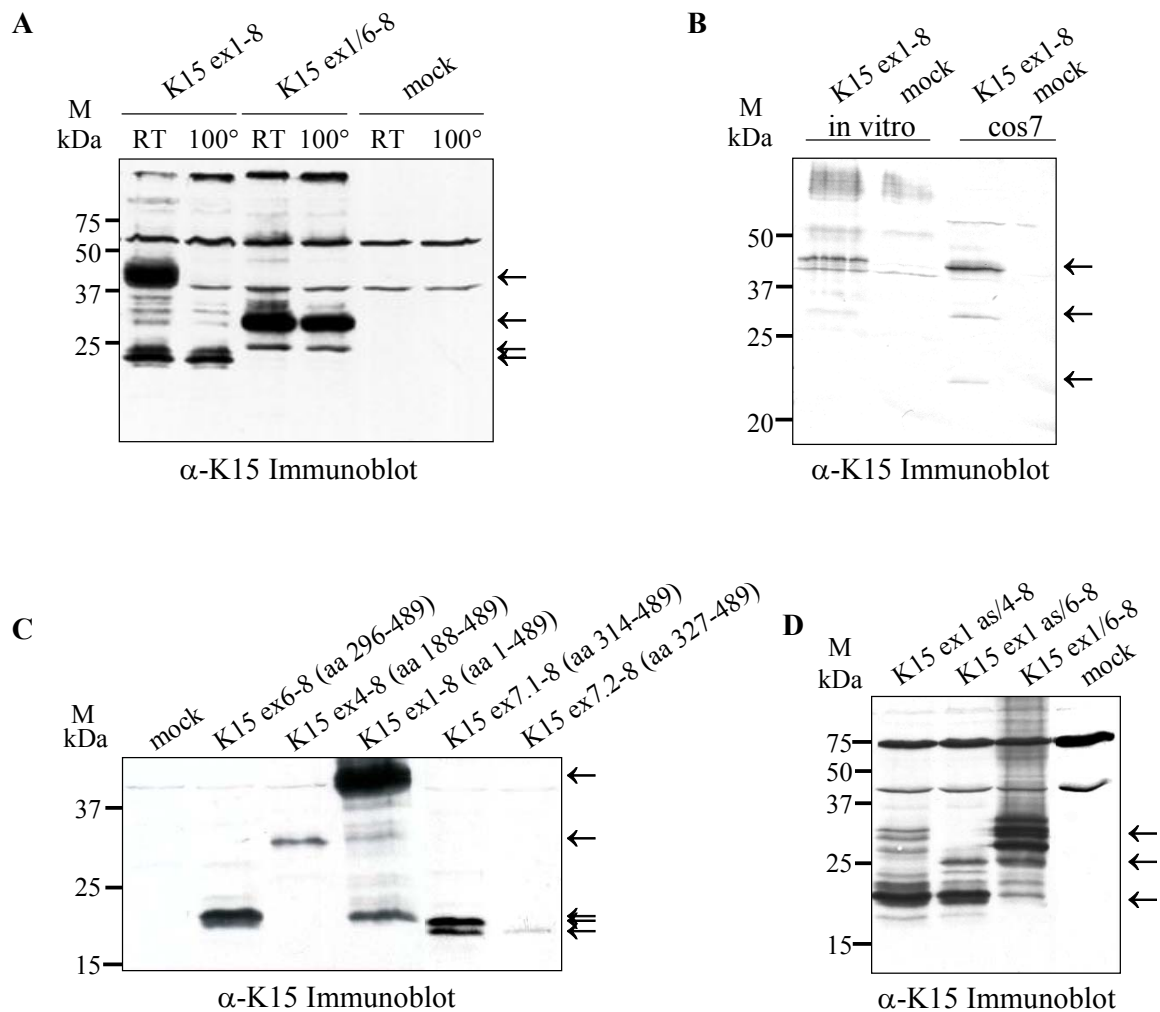 A
K15 ex1-8
K15 ex1/6-8
mock
M
kDa
RT 100° RT 100° RT 100°
75
50
37
25
α-K15 Immunoblot
B
K15 ex1-8
mock
K15 ex1-8
mock
M
kDa
in vitro cos7
50
37
25
20
α-K15 Immunoblot
C
M
kDa
mock
K15 ex6-8 (aa 296-489)
K15 ex4-8 (aa 188-489)
K15 ex1-8 (aa 1-489)
K15 ex7.1-8 (aa 314-489)
K15 ex7.2-8 (aa 327-489)
37
25
15
α-K15 Immunoblot
D
M
kDa
K15 ex1 as/4-8
K15 ex1 as/6-8
K15 ex1/6-8
mock
75
50
37
25
15
α-K15 Immunoblot